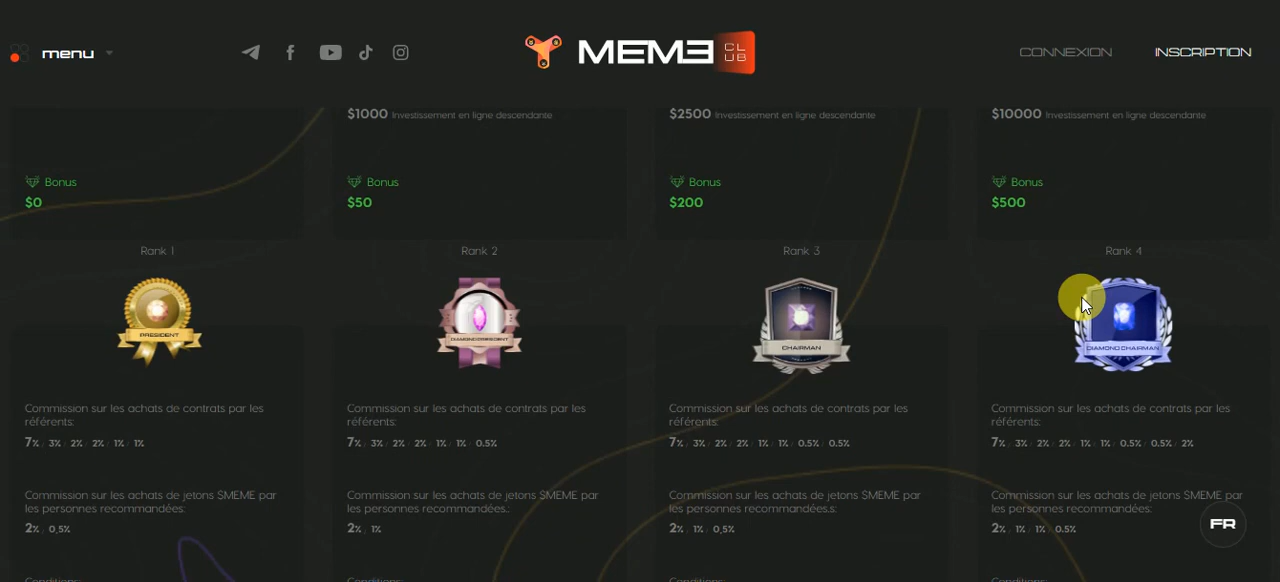 menu
MEME
CL
UB
CONNEXION
INSCRIPTION
$1000 Investissement en ligne descendante
$2500 Investissement en ligne descendante
$10000 Investissement en ligne descendante
Bonus
$0
Bonus
$50
Bonus
$200
Bonus
$500
Rank 1
Rank 2
Rank 3
Rank 4
PRESIDENT
DIAMOND PRESIDENT
CHAIRMAN
DIAMOND CHAIRMAN
Commission sur les achats de contrats par les
référents:
7% / 3% / 2% / 2% / 1% / 1%
Commission sur les achats de contrats par les
référents:
7% / 3% / 2% / 2% / 1% / 1% / 0.5%
Commission sur les achats de contrats par les
référents:
7% / 3% / 2% / 2% / 1% / 1% / 0.5% / 0.5%
Commission sur les achats de contrats par les
référents:
7% / 3% / 2% / 2% / 1% / 1% / 0.5% / 0.5% / 2%
Commission sur les achats de jetons $MEME par
les personnes recommandées:
2% / 0,5%
Commission sur les achats de jetons $MEME par
les personnes recommandées.:
2% / 1%
Commission sur les achats de jetons $MEME par
les personnes recommandées.s:
2% / 1% / 0,5%
Commission sur les achats de jetons $MEME par
les personnes recommandées:
2% / 1% / 1% / 0.5%
FR
Conditions:
Conditions:
Conditions:
Conditions: